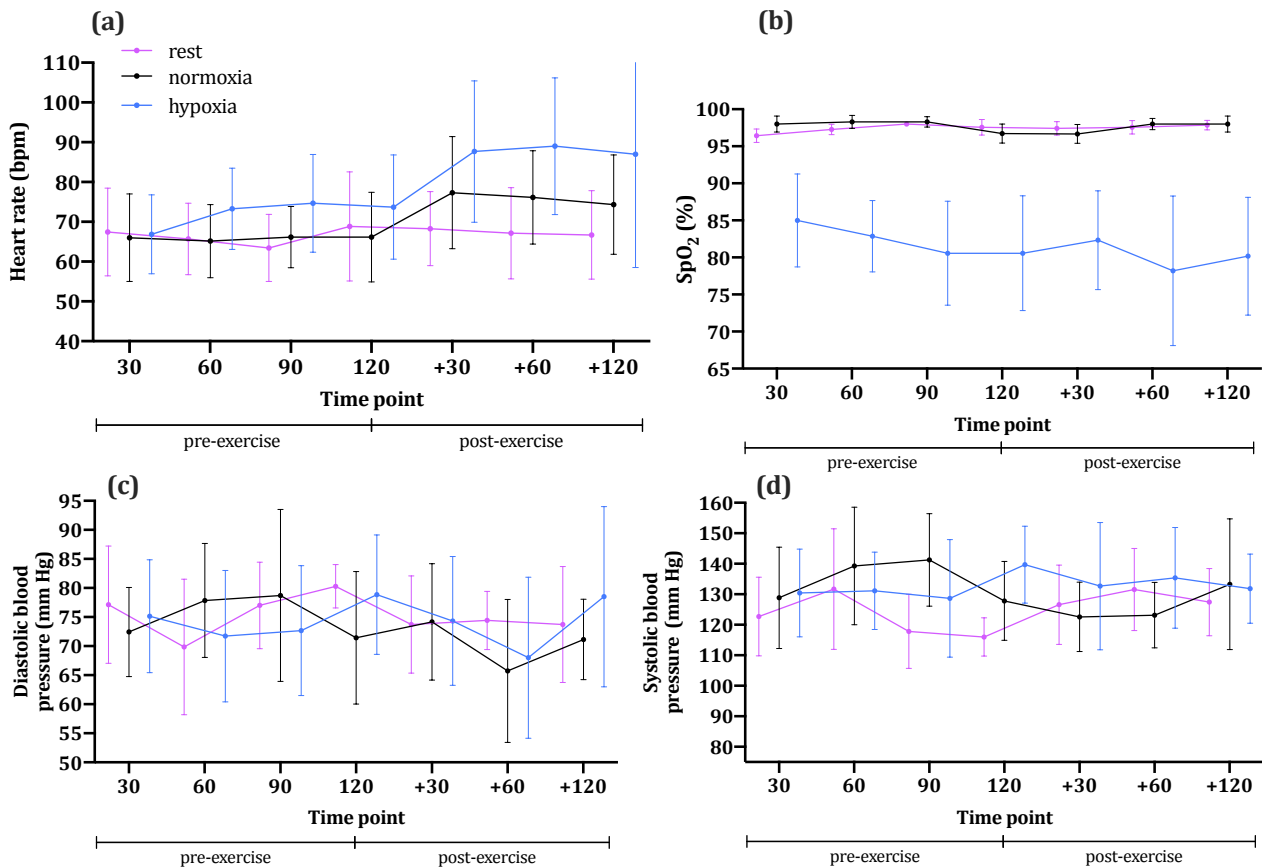 (a)
rest
normoxia
hypoxia
110
100
90
80
70
60
50
40
Heart rate (bpm)
30 60 90 120 +30 +60 +120
Time point
pre-exercise post-exercise
(b)
100
95
90
85
80
75
70
65
SpO2 (%)
30 60 90 120 +30 +60 +120
Time point
pre-exercise post-exercise
(c)
95
90
85
80
75
70
65
60
55
50
Diastolic blood
pressure (mm Hg)
30 60 90 120 +30 +60 +120
Time point
pre-exercise post-exercise
(d)
160
150
140
130
120
110
100
90
80
Systolic blood
pressure (mm Hg)
30 60 90 120 +30 +60 +120
Time point
pre-exercise post-exercise